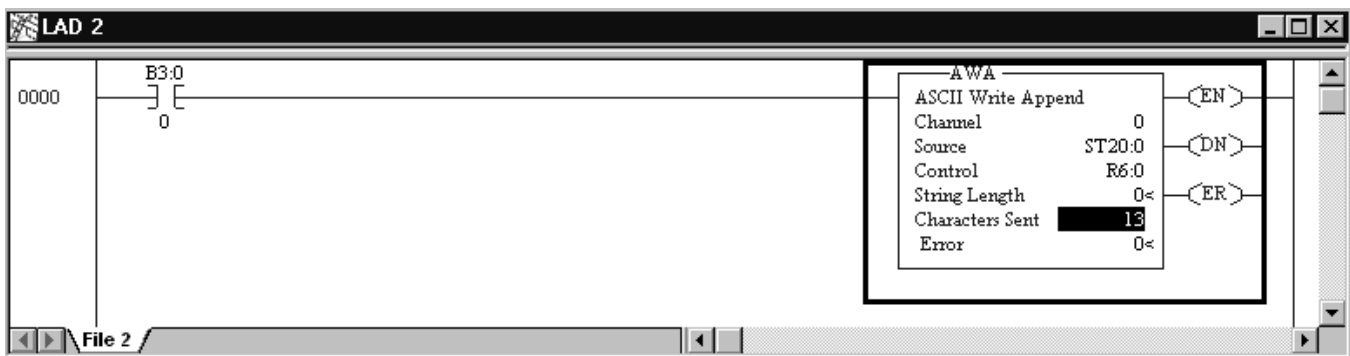 LAD 2
B3:0
0000
0
AWA
ASCII Write Append
Channel 0
Source ST20:0
Control R6:0
String Length 0<
Characters Sent 13
Error 0<
EN
DN
ER
File 2